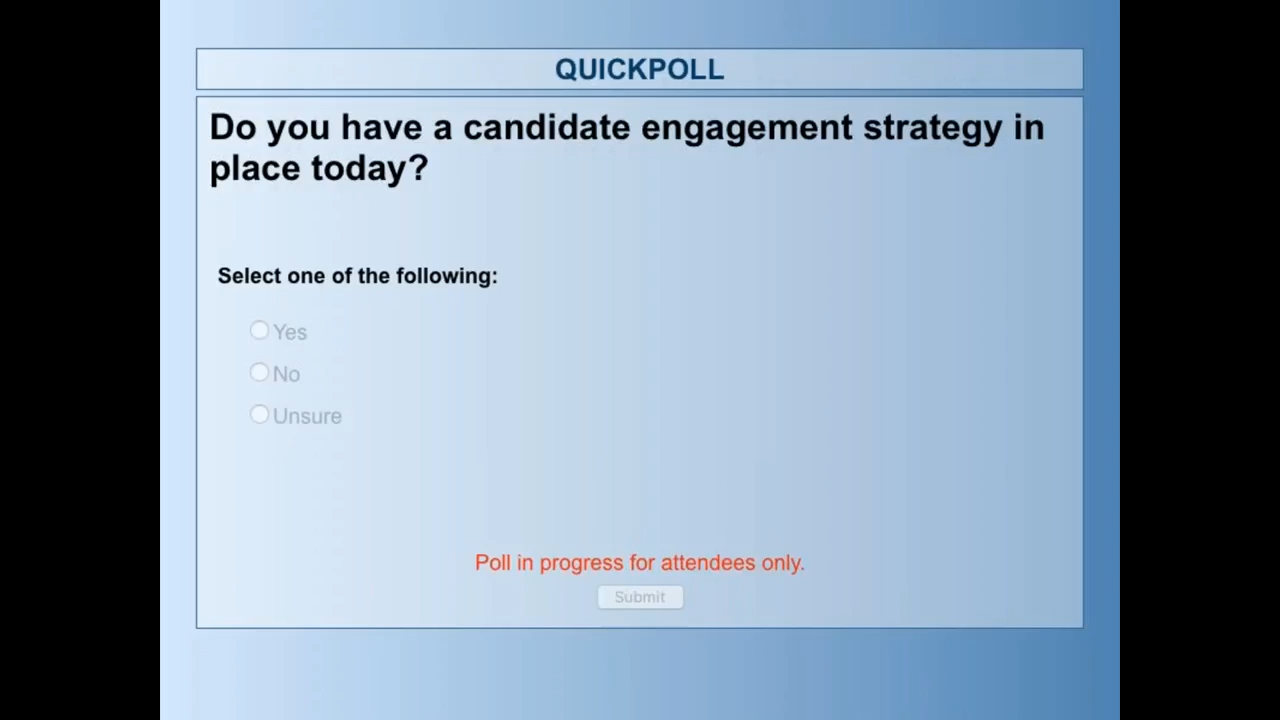 QUICKPOLL
Do you have a candidate engagement strategy in
place today?
Select one of the following:
Yes
No
Unsure
Poll in progress for attendees only.
Submit